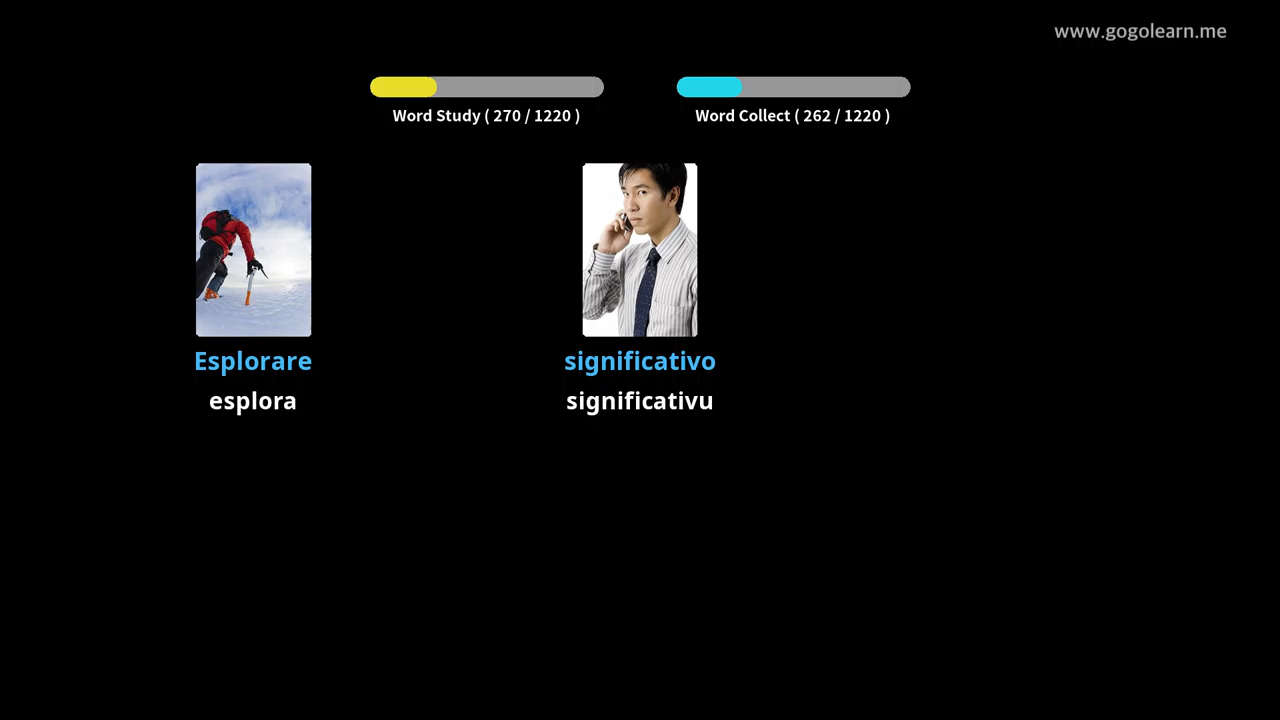 www.gogolearn.me
Word Study ( 270 / 1220 )
Word Collect ( 262 / 1220 )
Esplorare
esplora
significativo
significativu